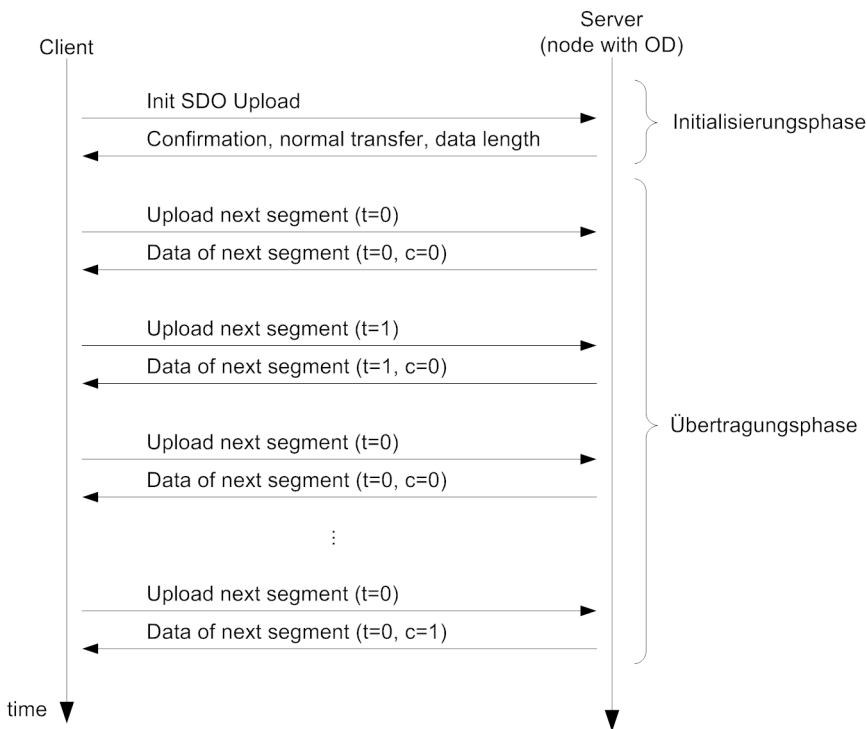 Client
Server
(node with OD)
Init SDO Upload
Confirmation, normal transfer, data length
Initialisierungsphase
Upload next segment (t=0)
Data of next segment (t=0, c=0)
Upload next segment (t=1)
Data of next segment (t=1, c=0)
Übertragungsphase
Upload next segment (t=0)
Data of next segment (t=0, c=0)
⋮
Upload next segment (t=0)
Data of next segment (t=0, c=1)
time